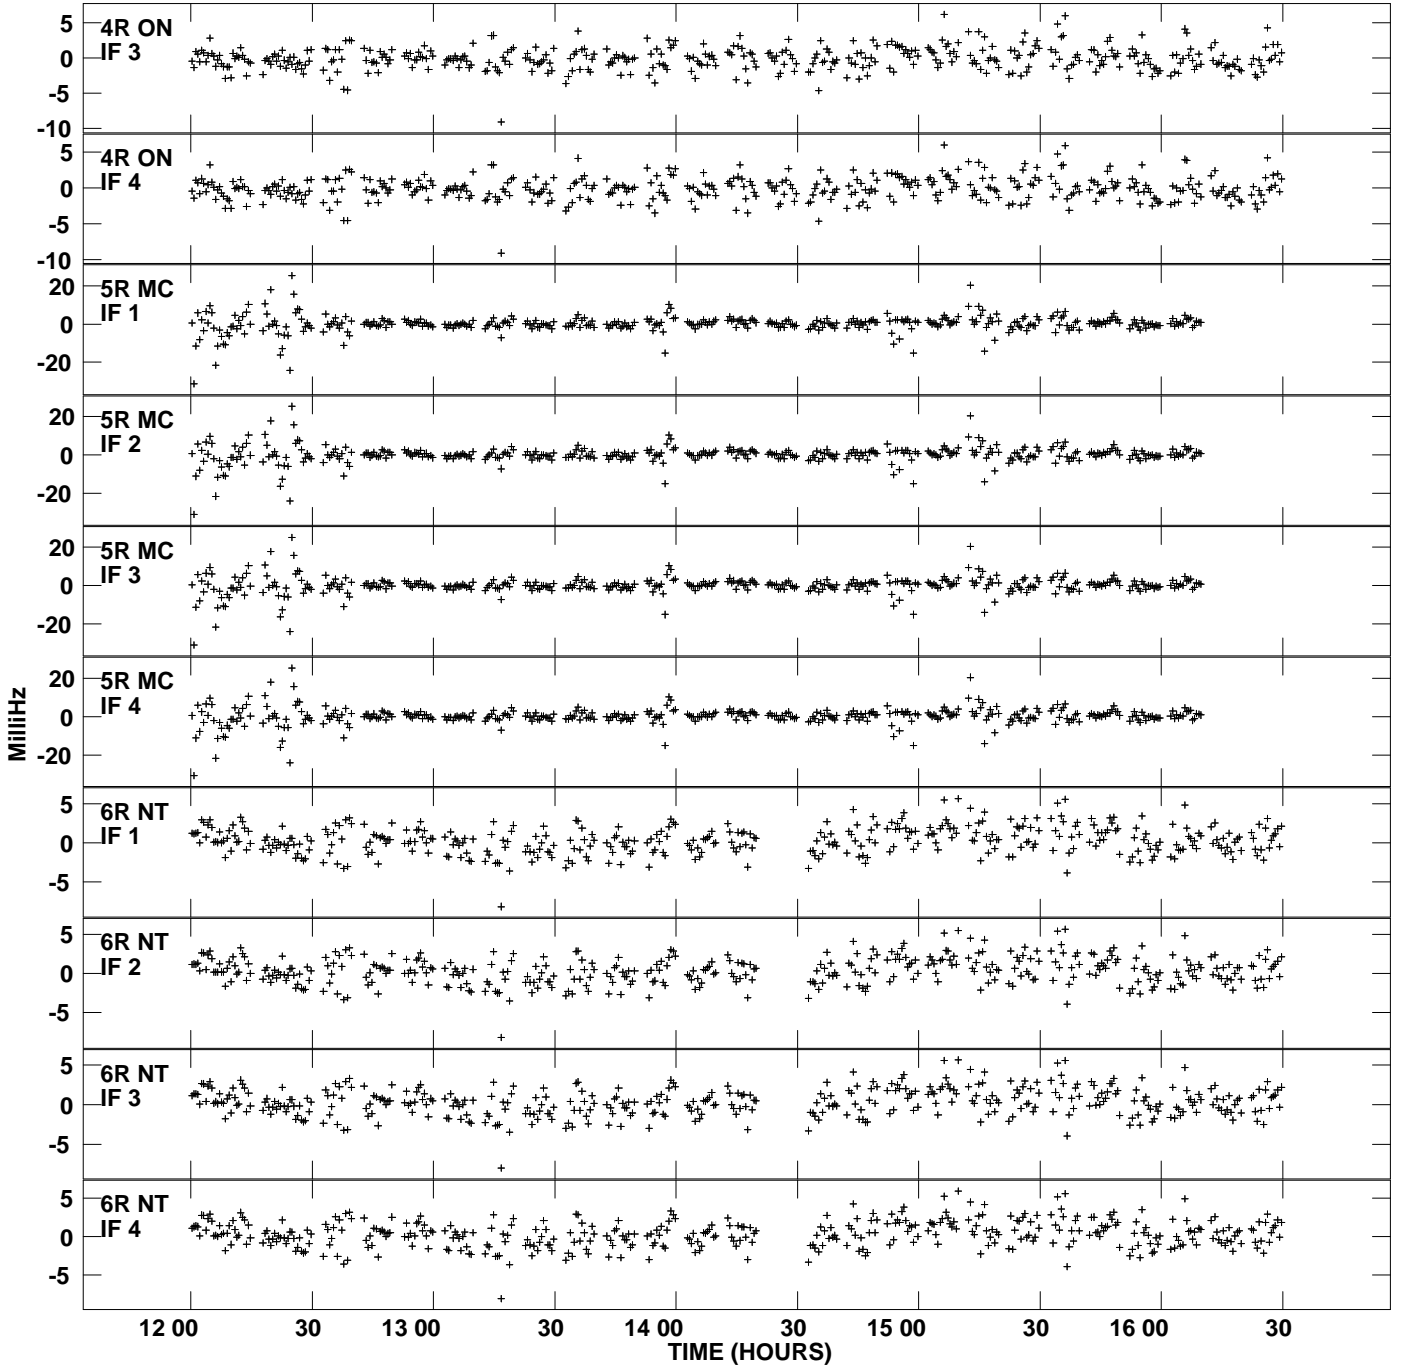 5
0
-5
-10
4R ON
IF 3
5
0
-5
-10
4R ON
IF 4
20
0
-20
5R MC
IF 1
20
0
-20
5R MC
IF 2
20
0
-20
5R MC
IF 3
20
0
-20
5R MC
IF 4
5
0
-5
6R NT
IF 1
5
0
-5
6R NT
IF 2
5
0
-5
6R NT
IF 3
5
0
-5
6R NT
IF 4
MilliHz
12 00 30 13 00 30 14 00 30 15 00 30 16 00 30
TIME (HOURS)